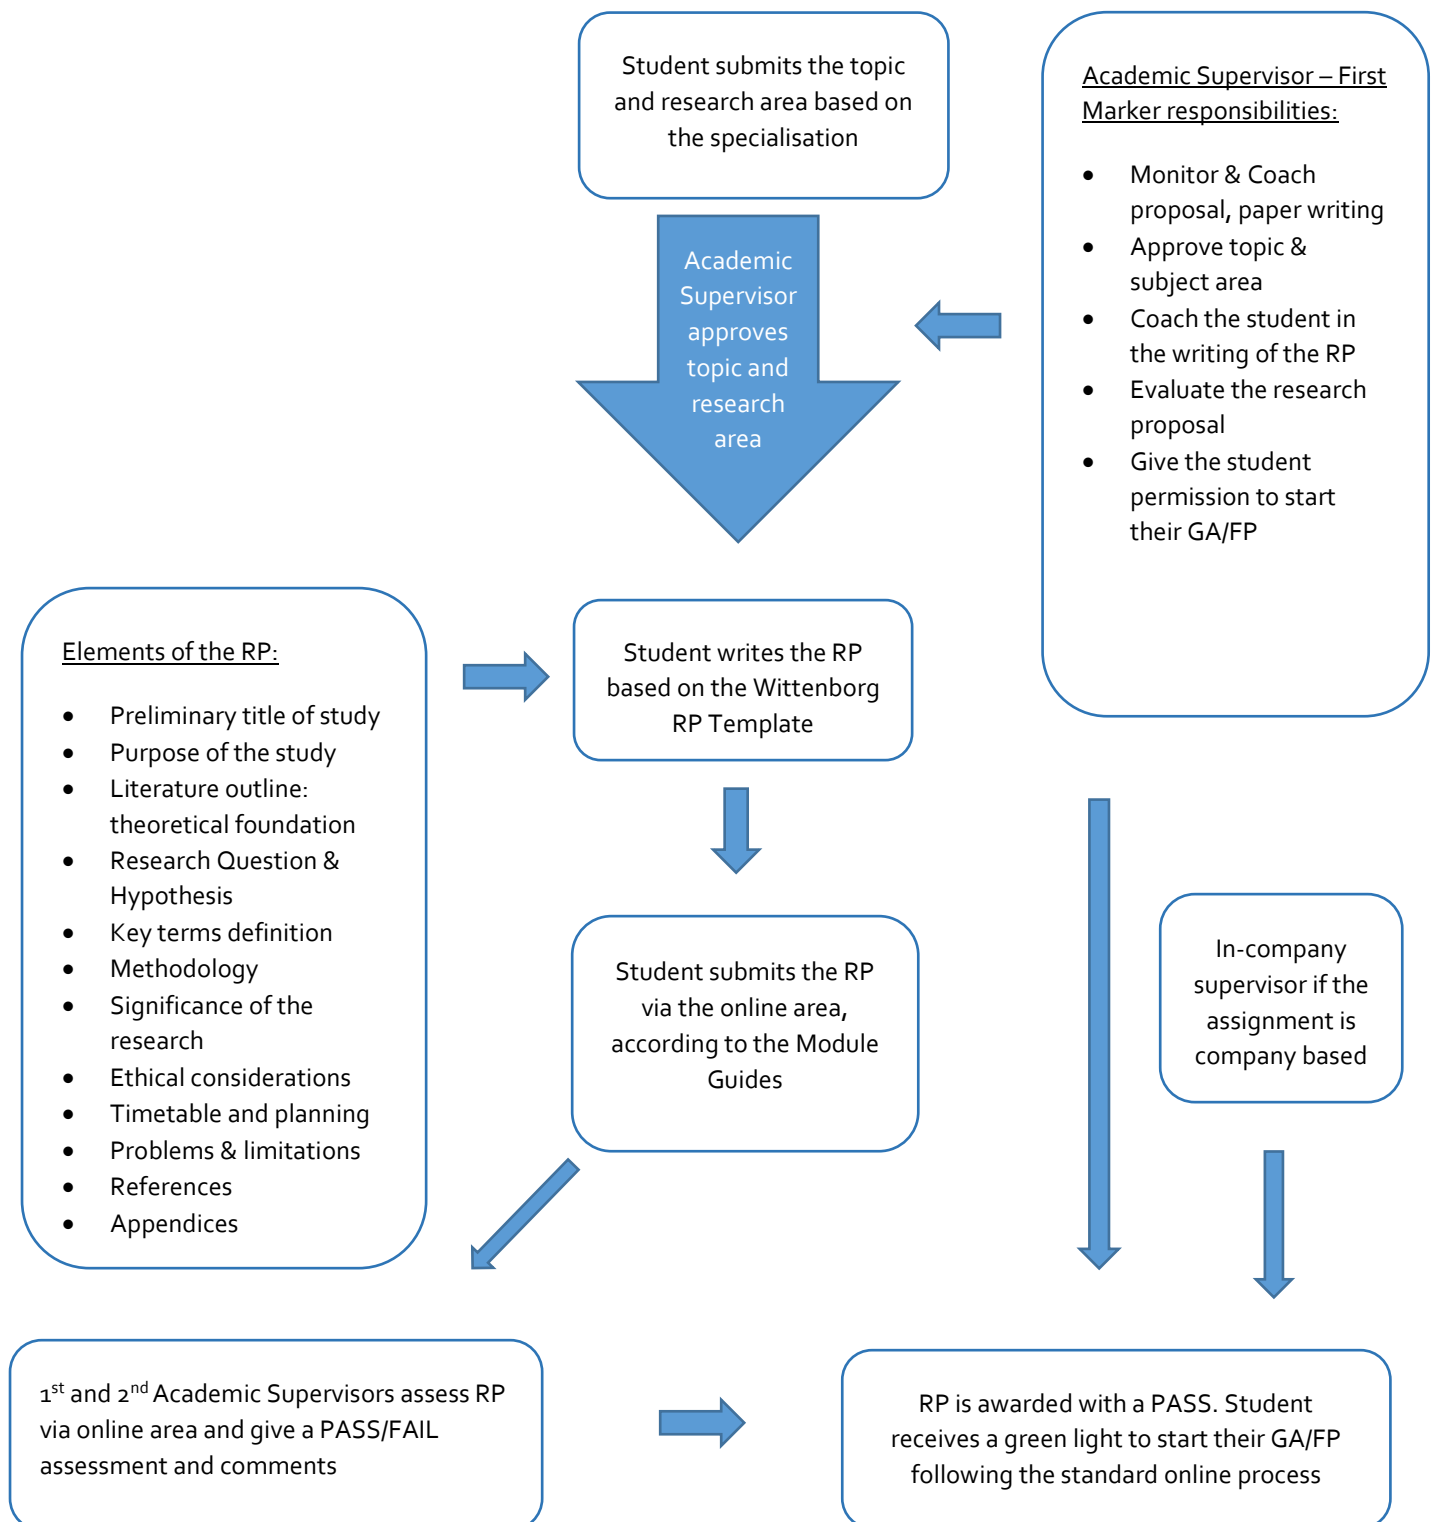 Student submits the topic
and research area based on
the specialisation
Academic Supervisor – First
Marker responsibilities:
• Monitor & Coach
proposal, paper writing
• Approve topic &
subject area
• Coach the student in
the writing of the RP
• Evaluate the research
proposal
• Give the student
permission to start
their GA/FP
Academic
Supervisor
approves
topic and
research
area
Elements of the RP:
• Preliminary title of study
• Purpose of the study
• Literature outline:
theoretical foundation
• Research Question &
Hypothesis
• Key terms definition
• Methodology
• Significance of the
research
• Ethical considerations
• Timetable and planning
• Problems & limitations
• References
• Appendices
Student writes the RP
based on the Wittenborg
RP Template
Student submits the RP
via the online area,
according to the Module
Guides
In-company
supervisor if the
assignment is
company based
1st and 2nd Academic Supervisors assess RP
via online area and give a PASS/FAIL
assessment and comments
RP is awarded with a PASS. Student
receives a green light to start their GA/FP
following the standard online process